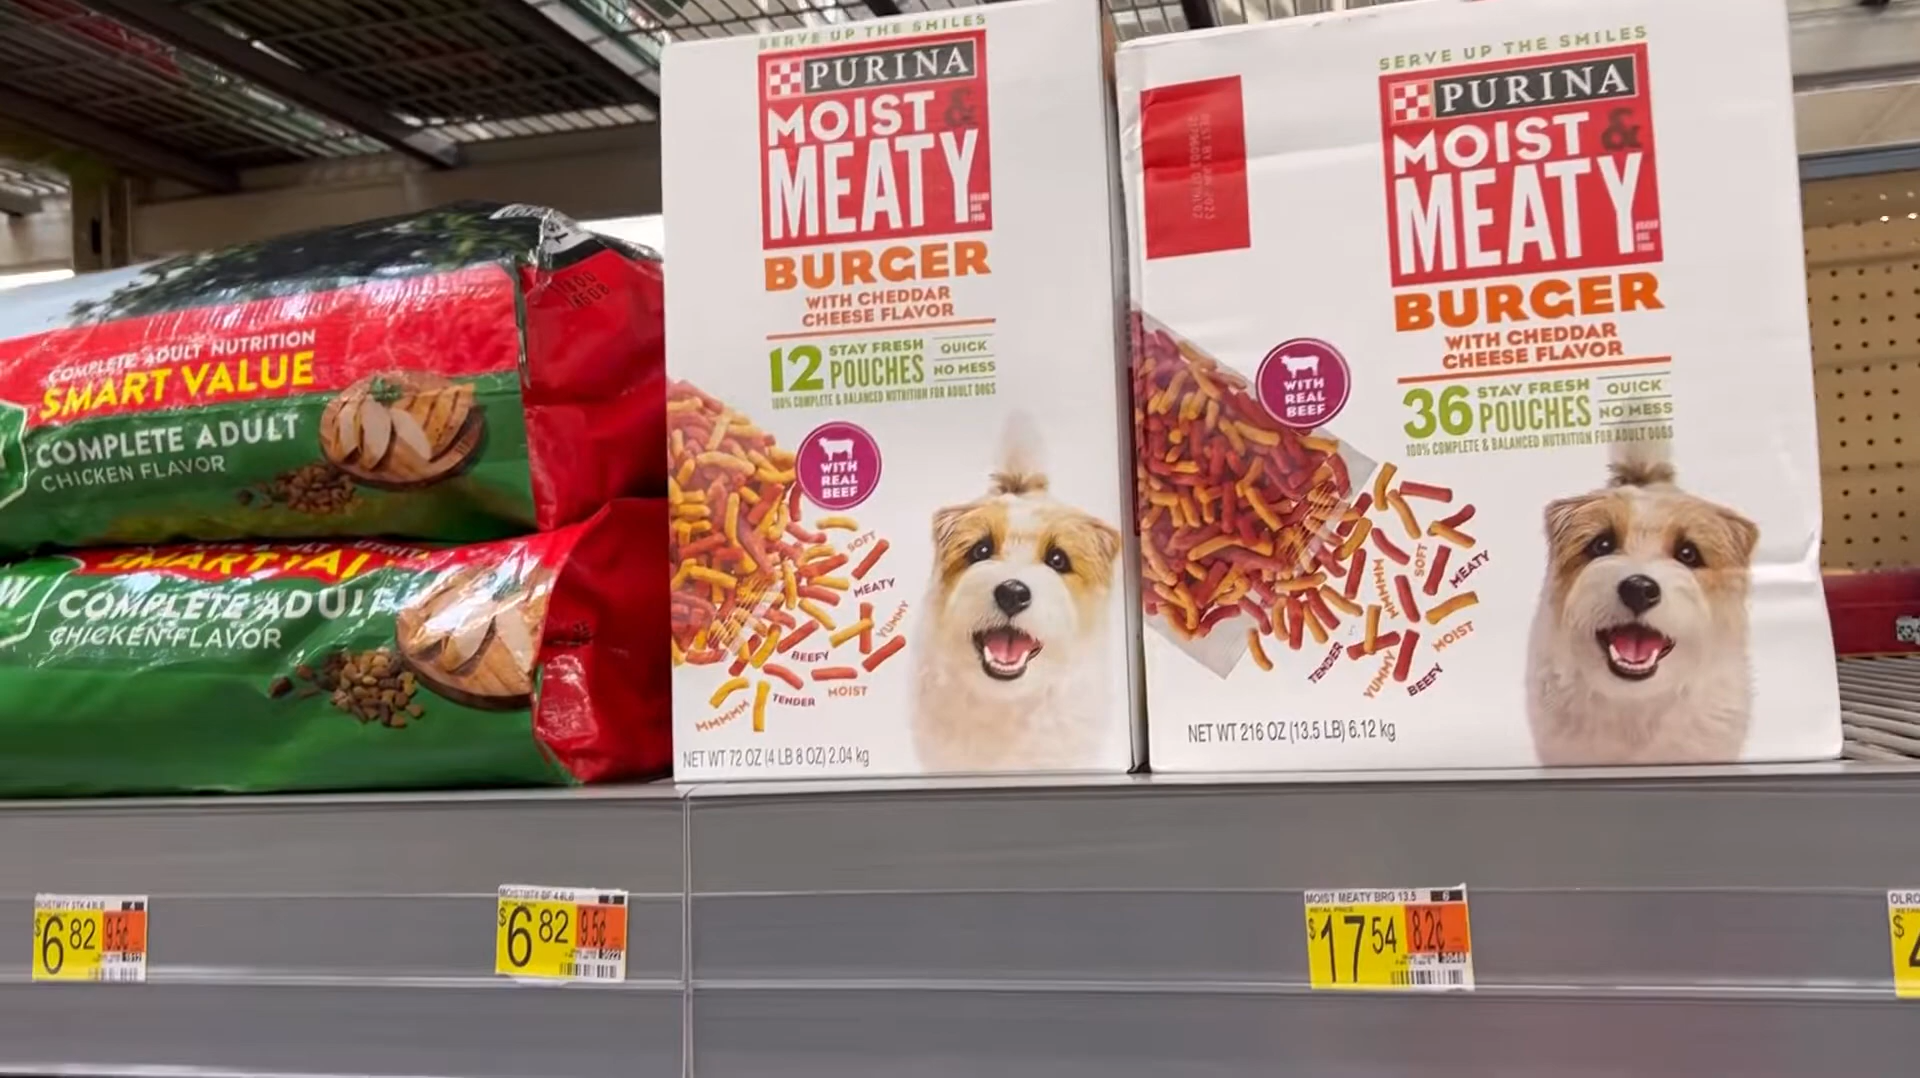 COMPLETE ADULT NUTRITION
SMART VALUE
COMPLETE ADULT
CHICKEN FLAVOR
COMPLETE ADULT
CHICKEN FLAVOR
SERVE UP THE SMILES
PURINA
MOIST &
MEATY
BURGER
WITH CHEDDAR
CHEESE FLAVOR
12 STAY FRESH POUCHES
QUICK
NO MESS
100% COMPLETE & BALANCED NUTRITION FOR ADULT DOGS
WITH
REAL
BEEF
SOFT
MEATY
YUMMY
BEEFY
MOIST
TENDER
MMMMM
NET WT 72 OZ (4 LB 8 OZ) 2.04 kg
SERVE UP THE SMILES
PURINA
MOIST &
MEATY
BURGER
WITH CHEDDAR
CHEESE FLAVOR
36 STAY FRESH POUCHES
QUICK
NO MESS
100% COMPLETE & BALANCED NUTRITION FOR ADULT DOGS
WITH
REAL
BEEF
SOFT
MEATY
MMMMM
MOIST
TENDER
YUMMY
BEEFY
NET WT 216 OZ (13.5 LB) 6.12 kg
$6 82 9.5¢
$6 82 9.5¢
MOIST MEATY BRG 13.5
RETAIL PRICE
$17 54 8.2¢
OLRO
$